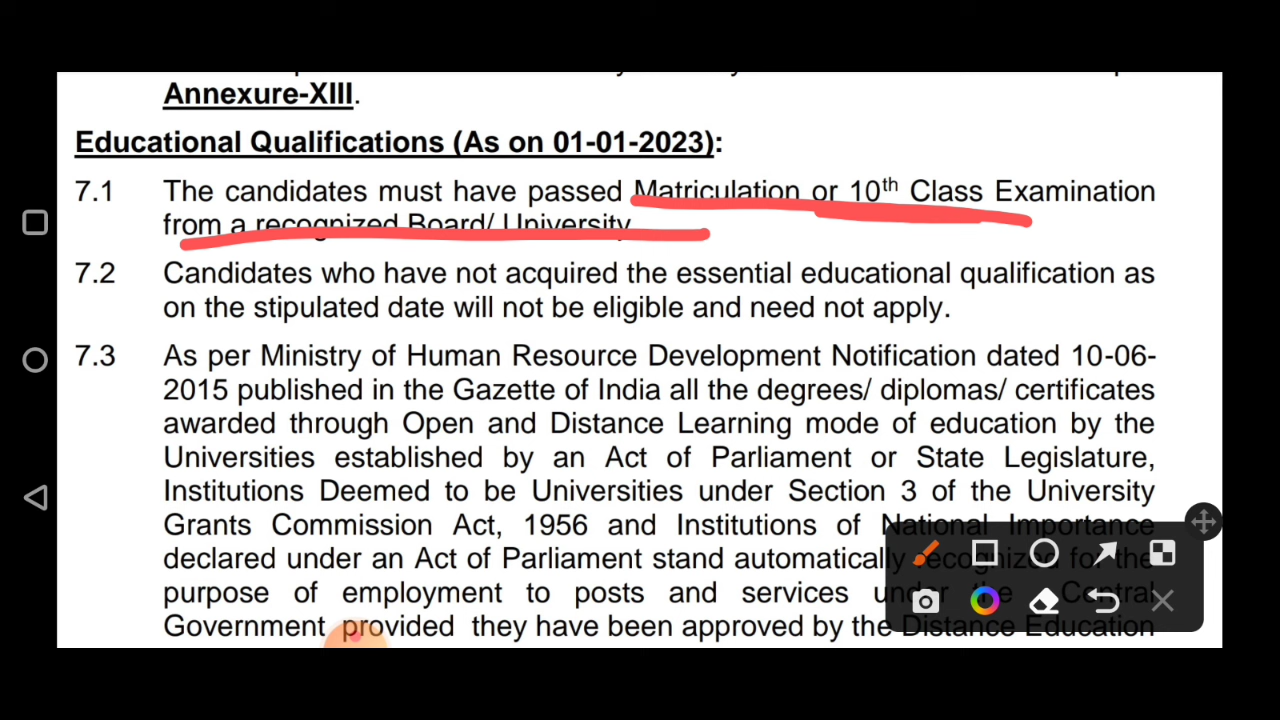 Annexure-XIII.
Educational Qualifications (As on 01-01-2023):
7.1 The candidates must have passed Matriculation or 10th Class Examination
from a recognized Board/ University.
7.2 Candidates who have not acquired the essential educational qualification as
on the stipulated date will not be eligible and need not apply.
7.3 As per Ministry of Human Resource Development Notification dated 10-06-
2015 published in the Gazette of India all the degrees/ diplomas/ certificates
awarded through Open and Distance Learning mode of education by the
Universities established by an Act of Parliament or State Legislature,
Institutions Deemed to be Universities under Section 3 of the University
Grants Commission Act, 1956 and Institutions of National Importance
declared under an Act of Parliament stand automatically recognized for the
purpose of employment to posts and services under the Central
Government provided they have been approved by the Distance Education